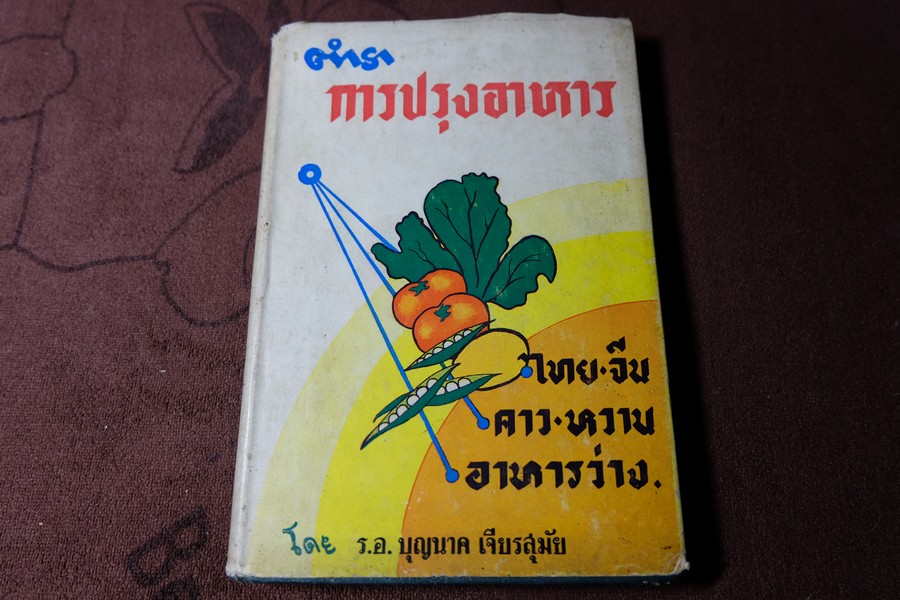 ตำรา
การปรุงอาหาร
ไทย·จีน
คาว·หวาน
อาหารว่าง.
โดย ร.อ. บุญนาค เจียรสุมัย